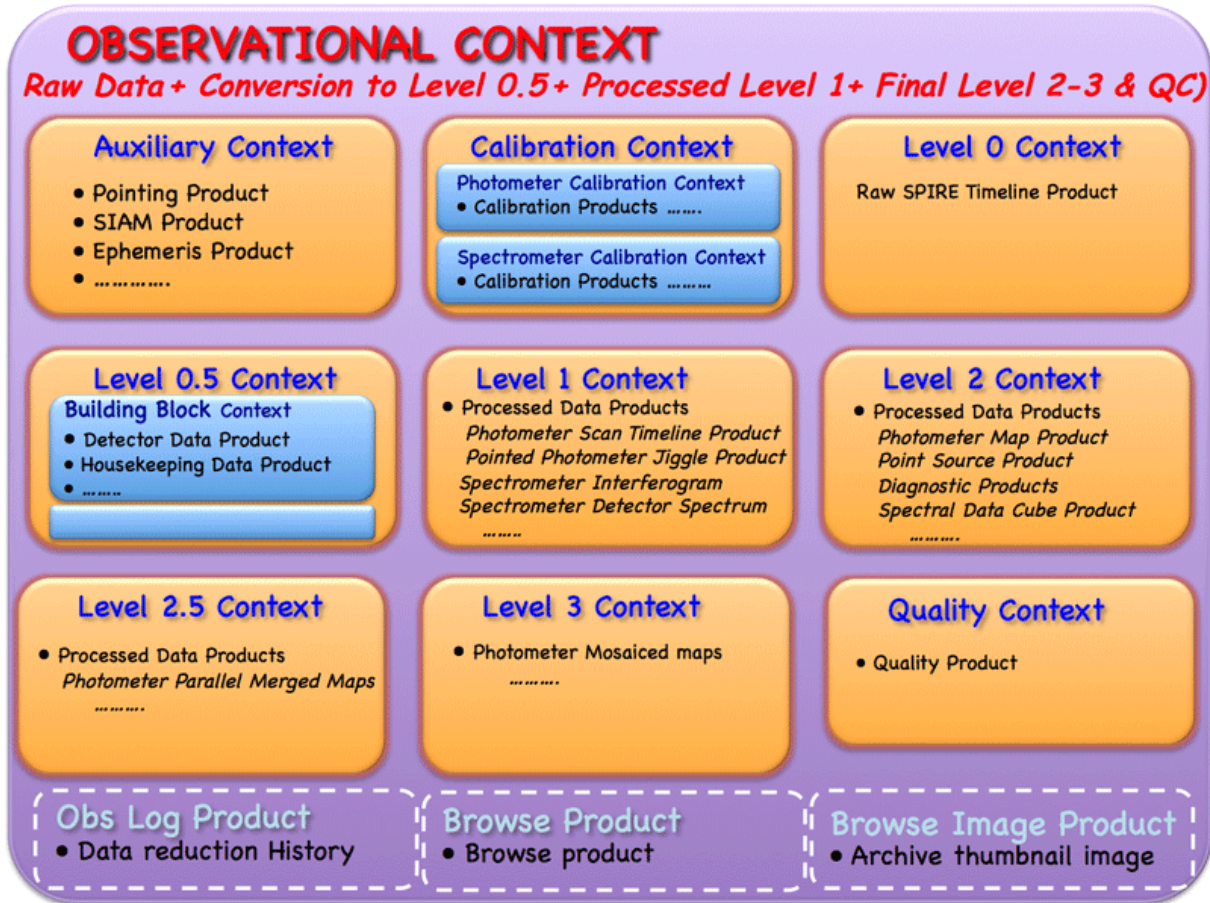 OBSERVATIONAL CONTEXT
Raw Data+ Conversion to Level 0.5+ Processed Level 1+ Final Level 2-3 & QC)
Auxiliary Context
• Pointing Product
• SIAM Product
• Ephemeris Product
• .............
Calibration Context
Photometer Calibration Context
• Calibration Products .......
Spectrometer Calibration Context
• Calibration Products .........
Level 0 Context
Raw SPIRE Timeline Product
Level 0.5 Context
Building Block Context
• Detector Data Product
• Housekeeping Data Product
• ........
Level 1 Context
• Processed Data Products
Photometer Scan Timeline Product
Pointed Photometer Jiggle Product
Spectrometer Interferogram
Spectrometer Detector Spectrum
........
Level 2 Context
• Processed Data Products
Photometer Map Product
Point Source Product
Diagnostic Products
Spectral Data Cube Product
..........
Level 2.5 Context
• Processed Data Products
Photometer Parallel Merged Maps
..........
Level 3 Context
• Photometer Mosaiced maps
..........
Quality Context
• Quality Product
Obs Log Product
• Data reduction History
Browse Product
• Browse product
Browse Image Product
• Archive thumbnail image